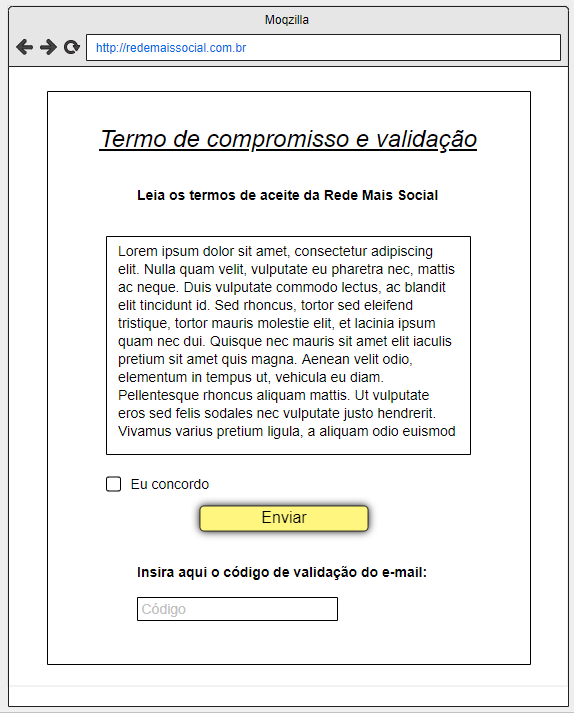 Moqzilla
http://redemaissocial.com.br
Termo de compromisso e validação
Leia os termos de aceite da Rede Mais Social
Lorem ipsum dolor sit amet, consectetur adipiscing
elit. Nulla quam velit, vulputate eu pharetra nec, mattis
ac neque. Duis vulputate commodo lectus, ac blandit
elit tincidunt id. Sed rhoncus, tortor sed eleifend
tristique, tortor mauris molestie elit, et lacinia ipsum
quam nec dui. Quisque nec mauris sit amet elit iaculis
pretium sit amet quis magna. Aenean velit odio,
elementum in tempus ut, vehicula eu diam.
Pellentesque rhoncus aliquam mattis. Ut vulputate
eros sed felis sodales nec vulputate justo hendrerit.
Vivamus varius pretium ligula, a aliquam odio euismod
Eu concordo
Enviar
Insira aqui o código de validação do e-mail:
Código